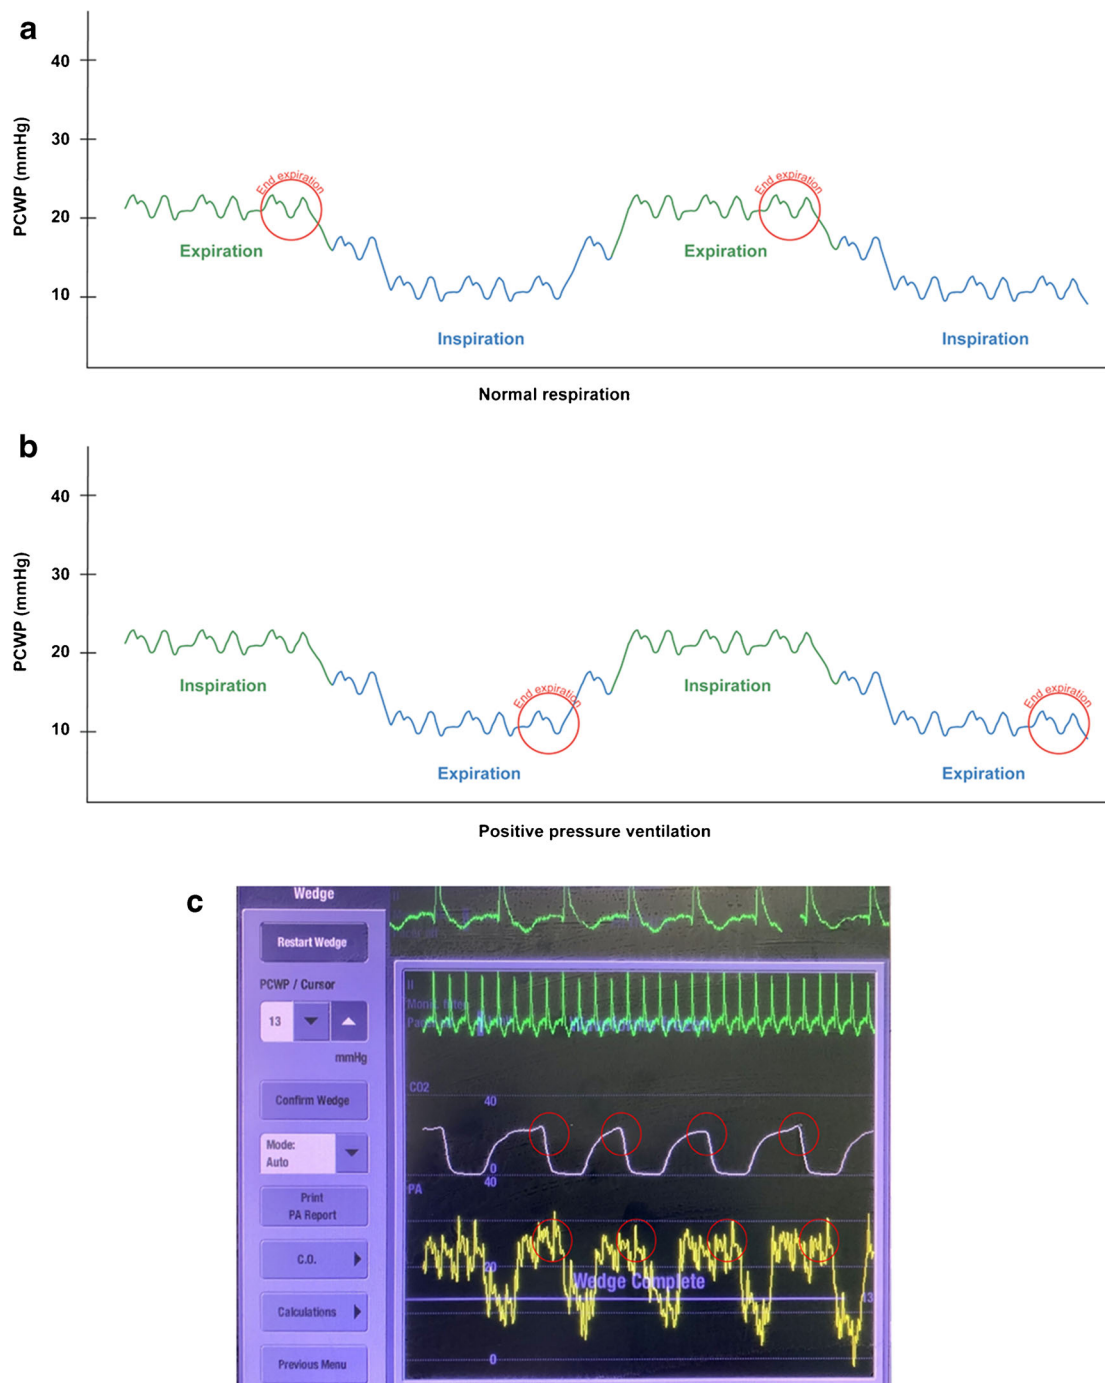 a
PCWP (mmHg)
40
30
20
10
End expiration
End expiration
Expiration
Expiration
Inspiration
Inspiration
Normal respiration
b
PCWP (mmHg)
40
30
20
10
Inspiration
Inspiration
End expiration
End expiration
Expiration
Expiration
Positive pressure ventilation
c
Wedge
Restart Wedge
PCWP / Cursor
13
mmHg
Confirm Wedge
Mode:
Auto
Print
PA Report
C.O.
Calculations
Previous Menu
II
CO2
40
0
40
PA
20
Wedge Complete
13
0